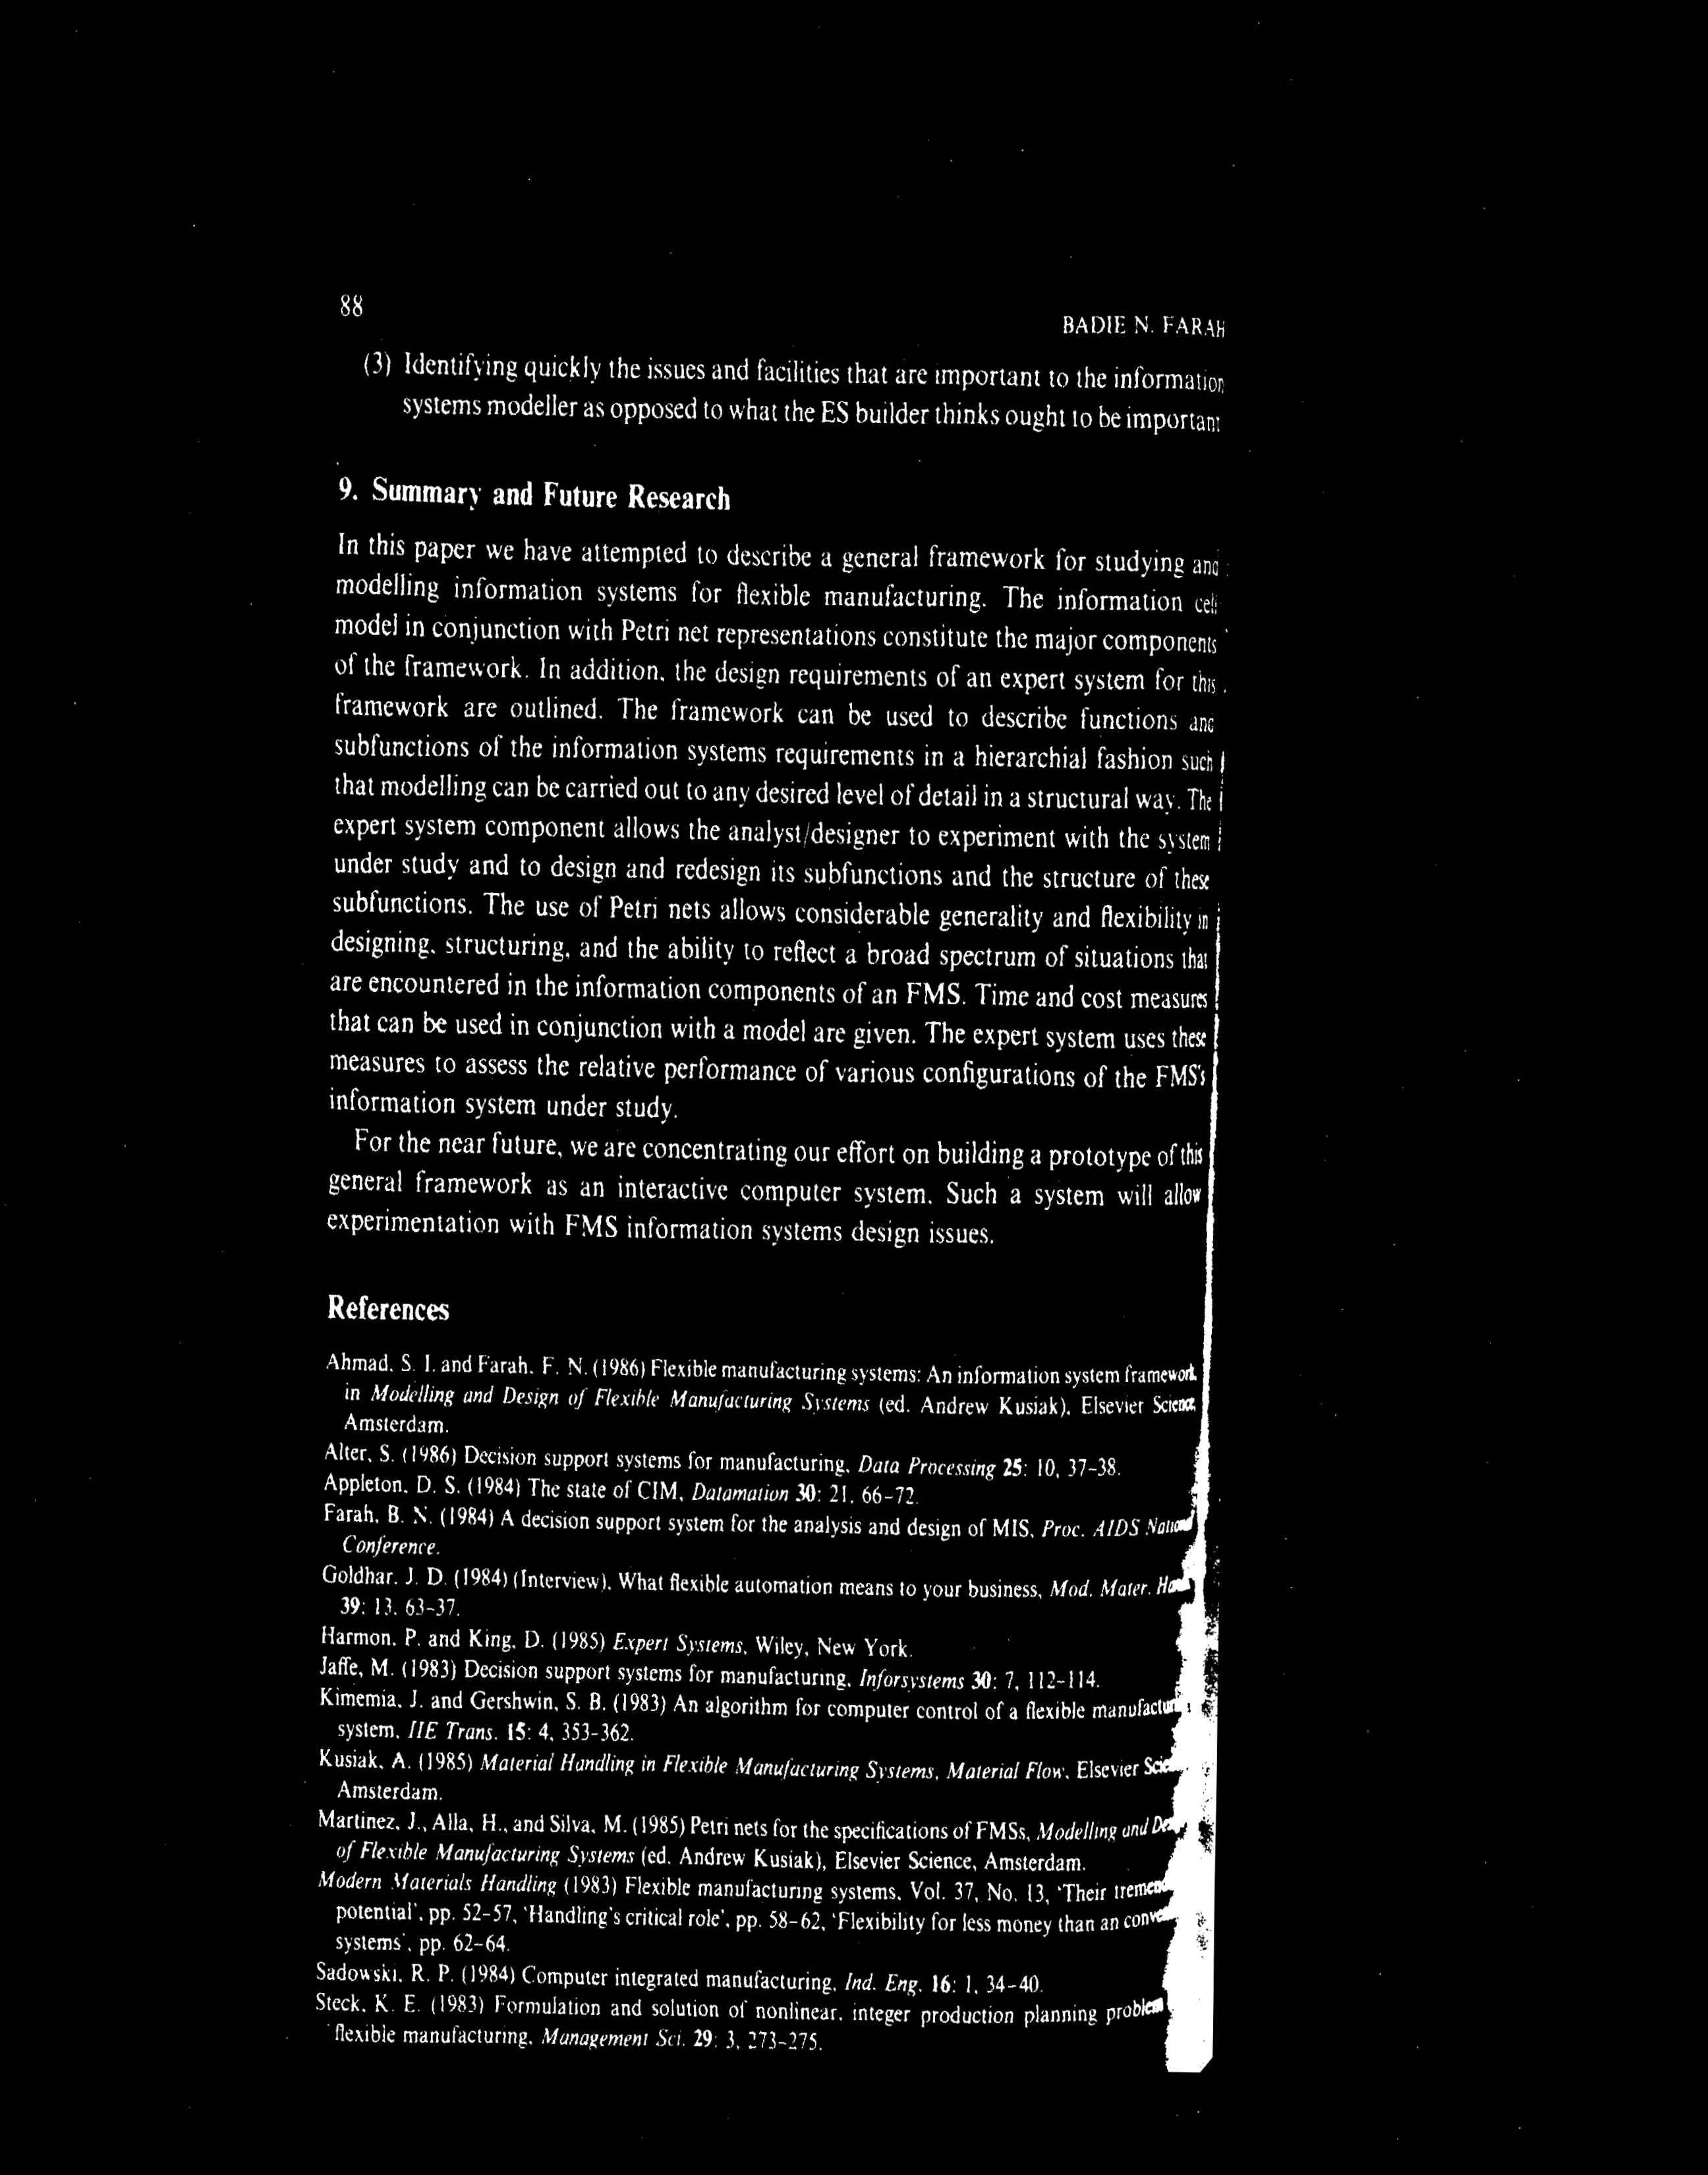 88
BADIE N. FARAH
(3) Identifying quickly the issues and facilities that are important to the information
systems modeller as opposed to what the ES builder thinks ought to be important
9. Summary and Future Research
In this paper we have attempted to describe a general framework for studying and
modelling information systems for flexible manufacturing. The information cell
model in conjunction with Petri net representations constitute the major components
of the framework. In addition, the design requirements of an expert system for this
framework are outlined. The framework can be used to describe functions and
subfunctions of the information systems requirements in a hierarchial fashion such
that modelling can be carried out to any desired level of detail in a structural way. The
expert system component allows the analyst/designer to experiment with the system
under study and to design and redesign its subfunctions and the structure of these
subfunctions. The use of Petri nets allows considerable generality and flexibility in
designing, structuring, and the ability to reflect a broad spectrum of situations that
are encountered in the information components of an FMS. Time and cost measures
that can be used in conjunction with a model are given. The expert system uses these
measures to assess the relative performance of various configurations of the FMS's
information system under study.
For the near future, we are concentrating our effort on building a prototype of this
general framework as an interactive computer system. Such a system will allow
experimentation with FMS information systems design issues.
References
Ahmad, S. I. and Farah, F. N. (1986) Flexible manufacturing systems: An information system framework,
in Modelling and Design of Flexible Manufacturing Systems (ed. Andrew Kusiak), Elsevier Science,
Amsterdam.
Alter, S. (1986) Decision support systems for manufacturing, Data Processing 25: 10, 37-38.
Appleton, D. S. (1984) The state of CIM, Datamation 30: 21, 66-72.
Farah, B. N. (1984) A decision support system for the analysis and design of MIS, Proc. AIDS National
Conference.
Goldhar, J. D. (1984) (Interview), What flexible automation means to your business, Mod. Mater.
39: 13, 63-37.
Harmon, P. and King, D. (1985) Expert Systems, Wiley, New York.
Jaffe, M. (1983) Decision support systems for manufacturing, Inforsystems 30: 7, 112-114.
Kimemia, J. and Gershwin, S. B. (1983) An algorithm for computer control of a flexible
system, IIE Trans. 15: 4, 353-362.
Kusiak, A. (1985) Material Handling in Flexible Manufacturing Systems, Material Flow, Elsevier
Amsterdam.
Martinez, J., Alla, H., and Silva, M. (1985) Petri nets for the specifications of FMSs, Modelling and
of Flexible Manufacturing Systems (ed. Andrew Kusiak), Elsevier Science, Amsterdam.
Modern Materials Handling (1983) Flexible manufacturing systems, Vol. 37, No. 13, 'Their
potential', pp. 52-57, 'Handling's critical role', pp. 58-62, 'Flexibility for less money than an
systems', pp. 62-64.
Sadowski, R. P. (1984) Computer integrated manufacturing, Ind. Eng. 16: 1, 34-40.
Steck, K. E. (1983) Formulation and solution of nonlinear, integer production planning problem
flexible manufacturing, Management Sci. 29: 3, 273-275.